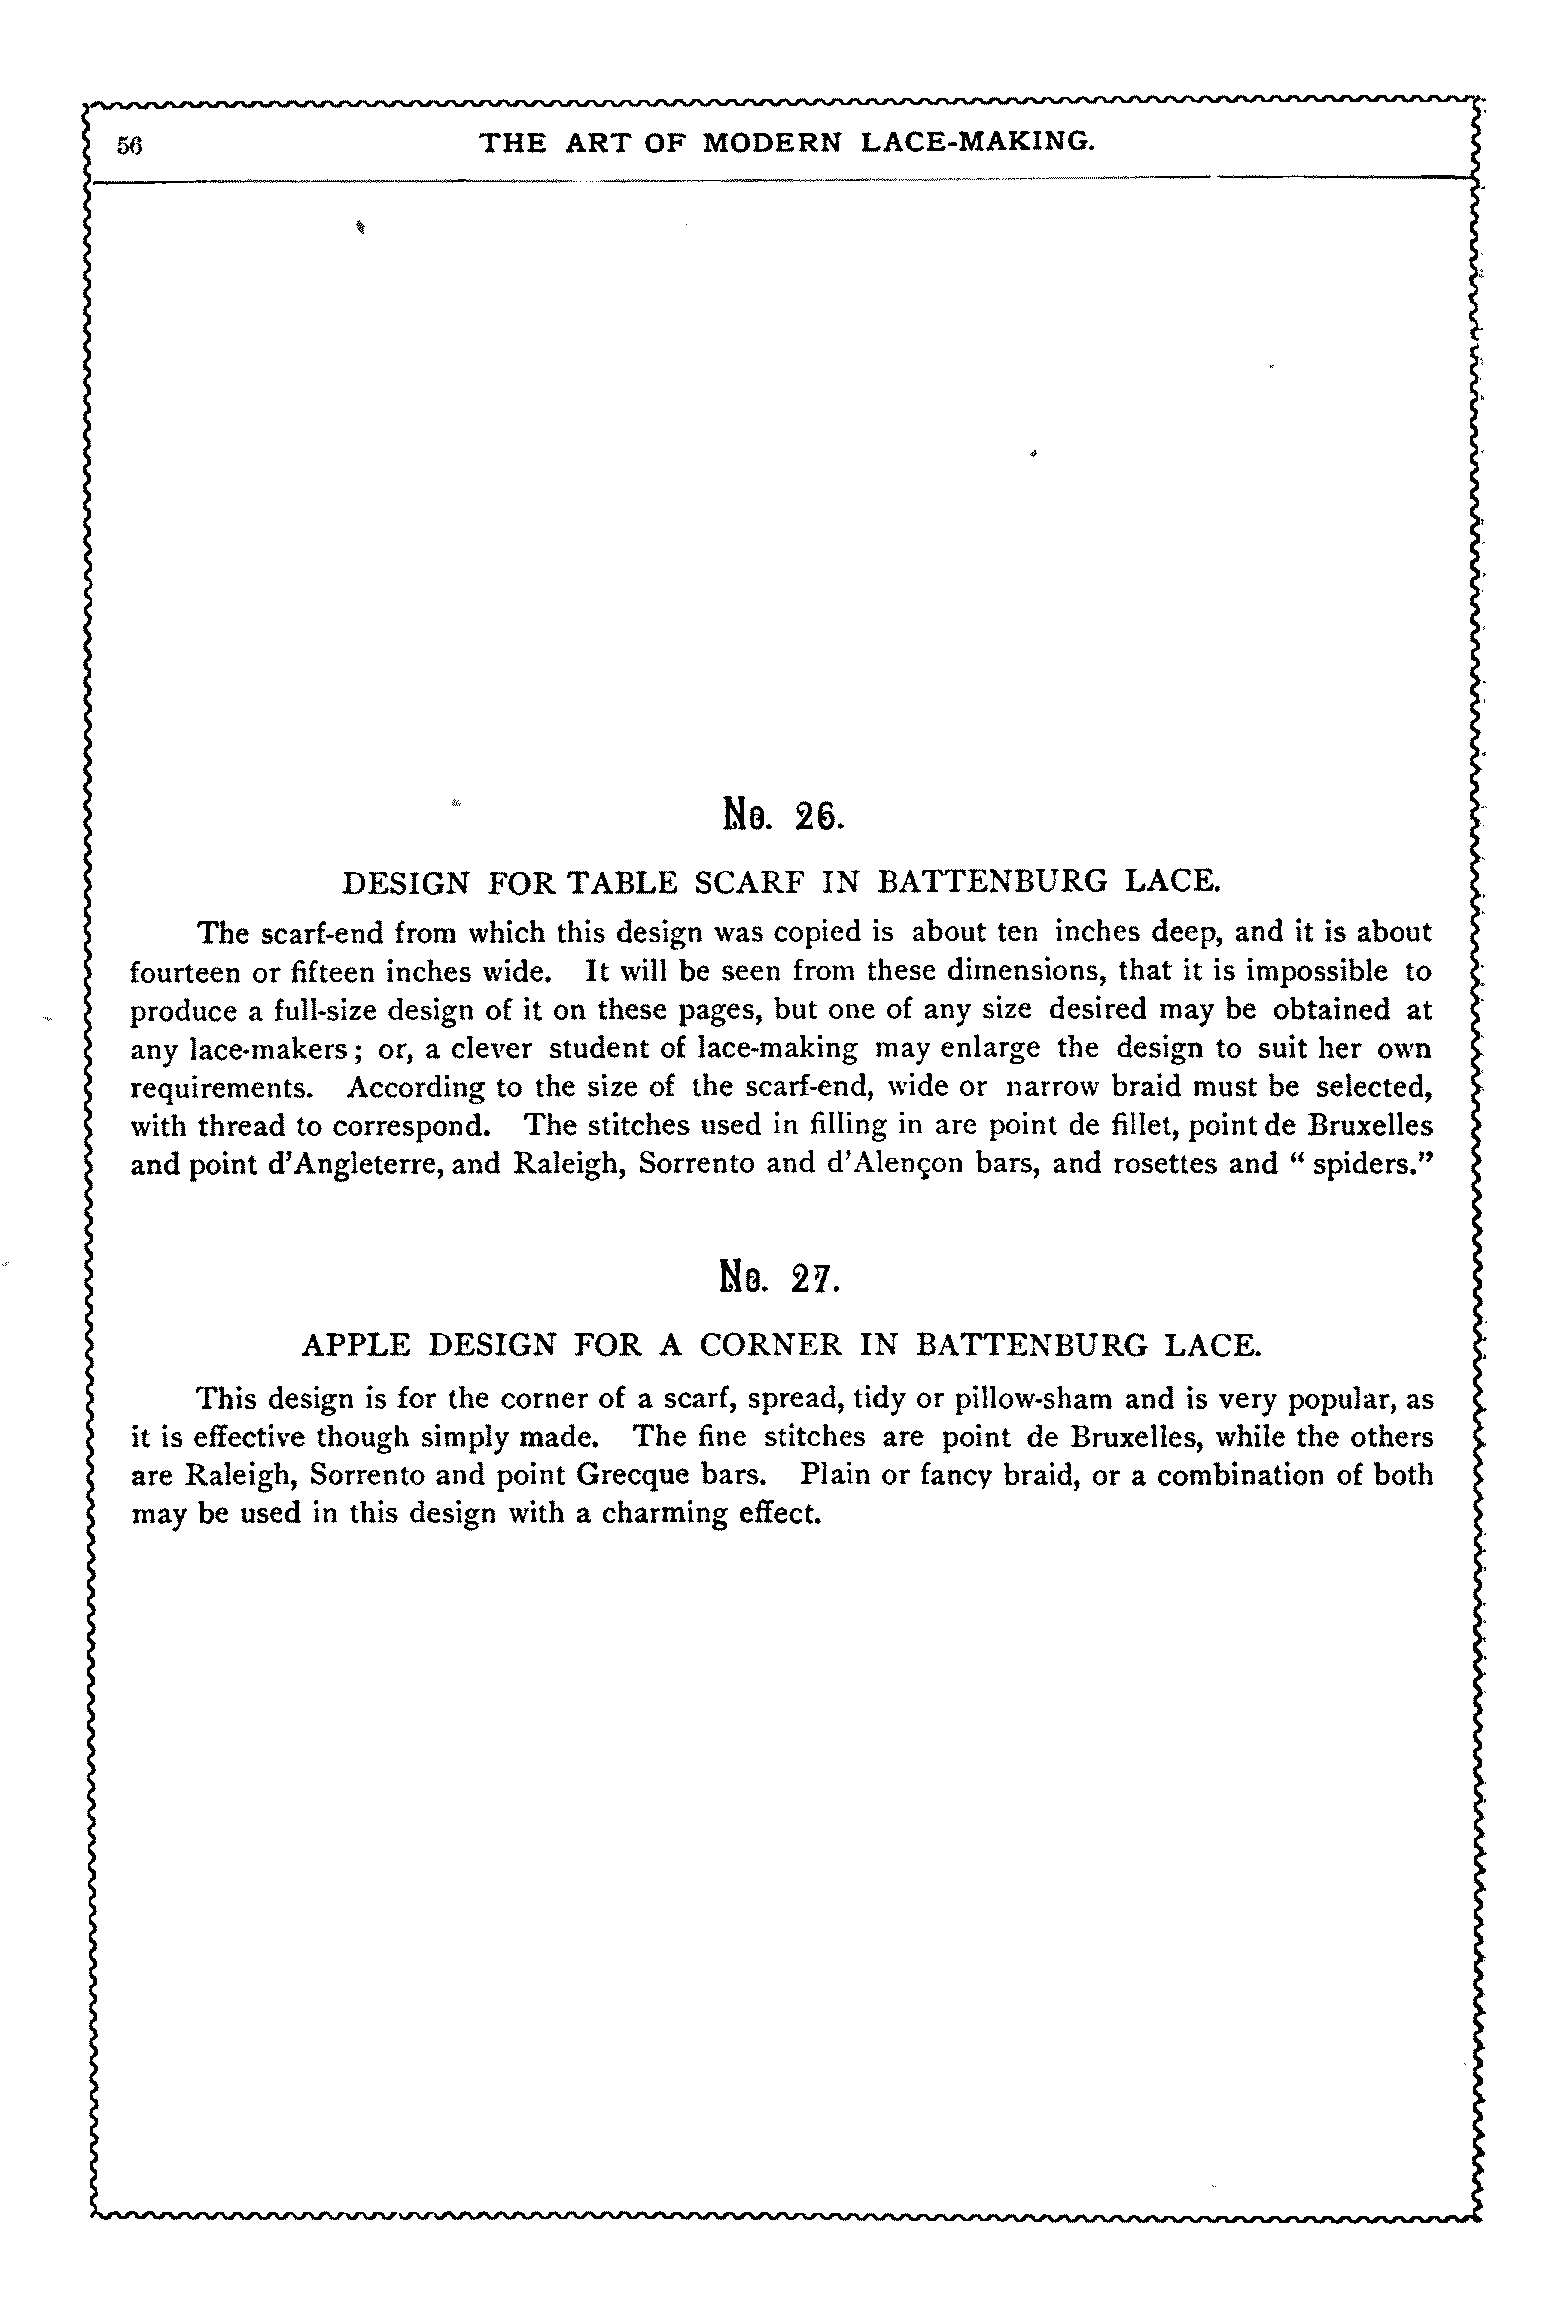 56
THE ART OF MODERN LACE-MAKING.
No. 26.
DESIGN FOR TABLE SCARF IN BATTENBURG LACE.
The scarf-end from which this design was copied is about ten inches deep, and it is about
fourteen or fifteen inches wide. It will be seen from these dimensions, that it is impossible to
produce a full-size design of it on these pages, but one of any size desired may be obtained at
any lace-makers; or, a clever student of lace-making may enlarge the design to suit her own
requirements. According to the size of the scarf-end, wide or narrow braid must be selected,
with thread to correspond. The stitches used in filling in are point de fillet, point de Bruxelles
and point d'Angleterre, and Raleigh, Sorrento and d'Alençon bars, and rosettes and “ spiders.”
No. 27.
APPLE DESIGN FOR A CORNER IN BATTENBURG LACE.
This design is for the corner of a scarf, spread, tidy or pillow-sham and is very popular, as
it is effective though simply made. The fine stitches are point de Bruxelles, while the others
are Raleigh, Sorrento and point Grecque bars. Plain or fancy braid, or a combination of both
may be used in this design with a charming effect.